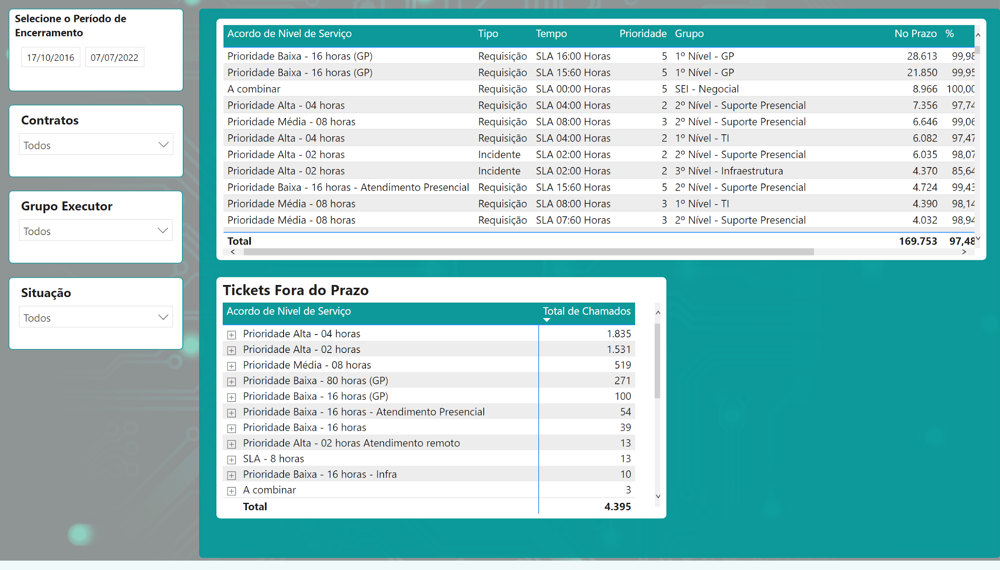 Selecione o Período de
Encerramento
17/10/2016 07/07/2022
Contratos
Todos
Grupo Executor
Todos
Situação
Todos
Acordo de Nivel de Serviço Tipo Tempo Prioridade Grupo No Prazo %
Prioridade Baixa - 16 horas (GP) Requisição SLA 16:00 Horas 5 1º Nível - GP 28.613 99,98
Prioridade Baixa - 16 horas (GP) Requisição SLA 15:60 Horas 5 1º Nível - GP 21.850 99,95
A combinar Requisição SLA 00:00 Horas 5 SEI - Negocial 8.966 100,00
Prioridade Alta - 04 horas Requisição SLA 04:00 Horas 2 2º Nível - Suporte Presencial 7.356 97,74
Prioridade Média - 08 horas Requisição SLA 08:00 Horas 3 2º Nível - Suporte Presencial 6.646 99,06
Prioridade Alta - 04 horas Requisição SLA 04:00 Horas 2 1º Nível - TI 6.082 97,47
Prioridade Alta - 02 horas Incidente SLA 02:00 Horas 2 2º Nível - Suporte Presencial 6.035 98,07
Prioridade Alta - 02 horas Incidente SLA 02:00 Horas 2 3º Nível - Infraestrutura 4.370 85,64
Prioridade Baixa - 16 horas - Atendimento Presencial Requisição SLA 15:60 Horas 5 2º Nível - Suporte Presencial 4.724 99,43
Prioridade Média - 08 horas Requisição SLA 08:00 Horas 3 1º Nível - TI 4.390 98,14
Prioridade Média - 08 horas Requisição SLA 07:60 Horas 3 2º Nível - Suporte Presencial 4.032 98,94
Total 169.753 97,48
Tickets Fora do Prazo
Acordo de Nivel de Serviço Total de Chamados
Prioridade Alta - 04 horas 1.835
Prioridade Alta - 02 horas 1.531
Prioridade Média - 08 horas 519
Prioridade Baixa - 80 horas (GP) 271
Prioridade Baixa - 16 horas (GP) 100
Prioridade Baixa - 16 horas - Atendimento Presencial 54
Prioridade Baixa - 16 horas 39
Prioridade Alta - 02 horas Atendimento remoto 13
SLA - 8 horas 13
Prioridade Baixa - 16 horas - Infra 10
A combinar 3
Total 4.395